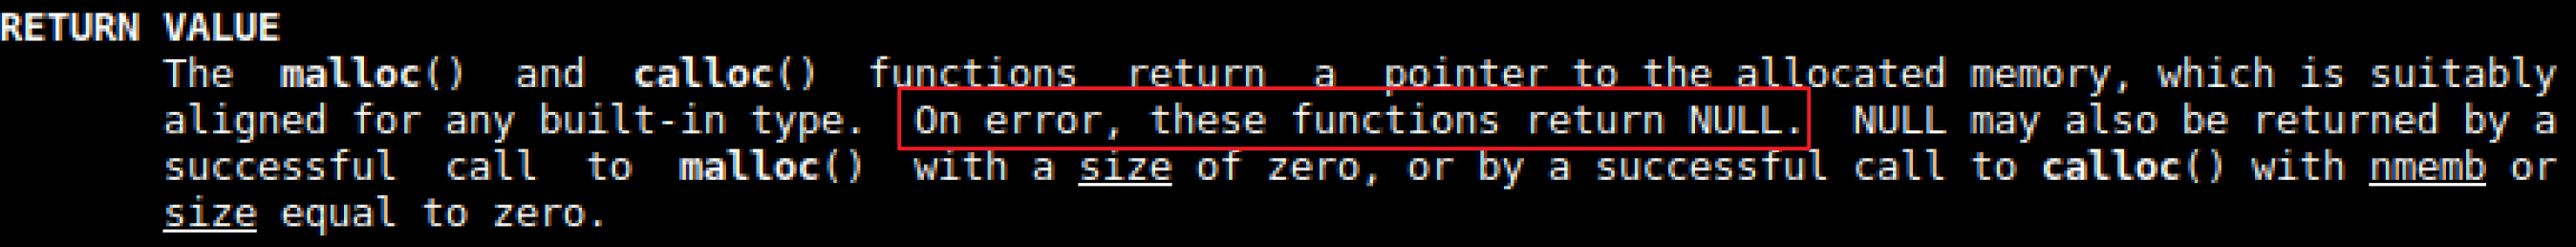 RETURN VALUE
The malloc() and calloc() functions return a pointer to the allocated memory, which is suitably
aligned for any built-in type. On error, these functions return NULL. NULL may also be returned by a
successful call to malloc() with a size of zero, or by a successful call to calloc() with nmemb or
size equal to zero.